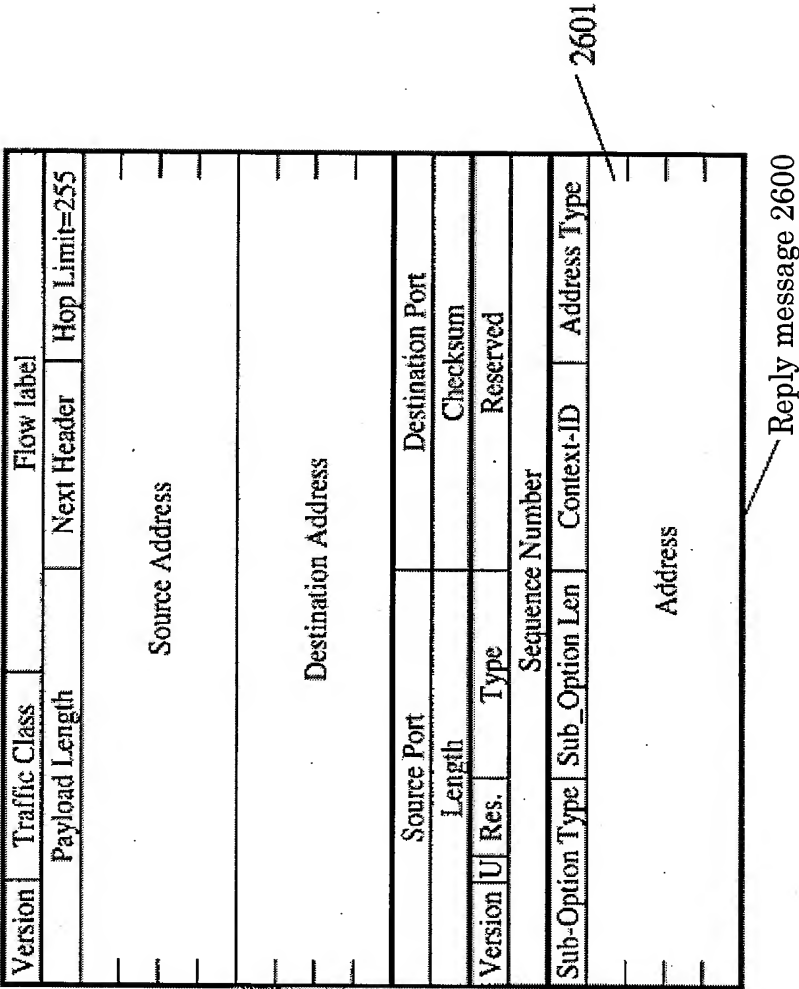 Version Traffic Class Flow label
Payload Length Next Header Hop Limit=255
Source Address
Destination Address
Source Port Destination Port
Length Checksum
Version U Res. Type Reserved
Sequence Number
Sub-Option Type Sub_Option Len Context-ID Address Type
Address
2601
Reply message 2600